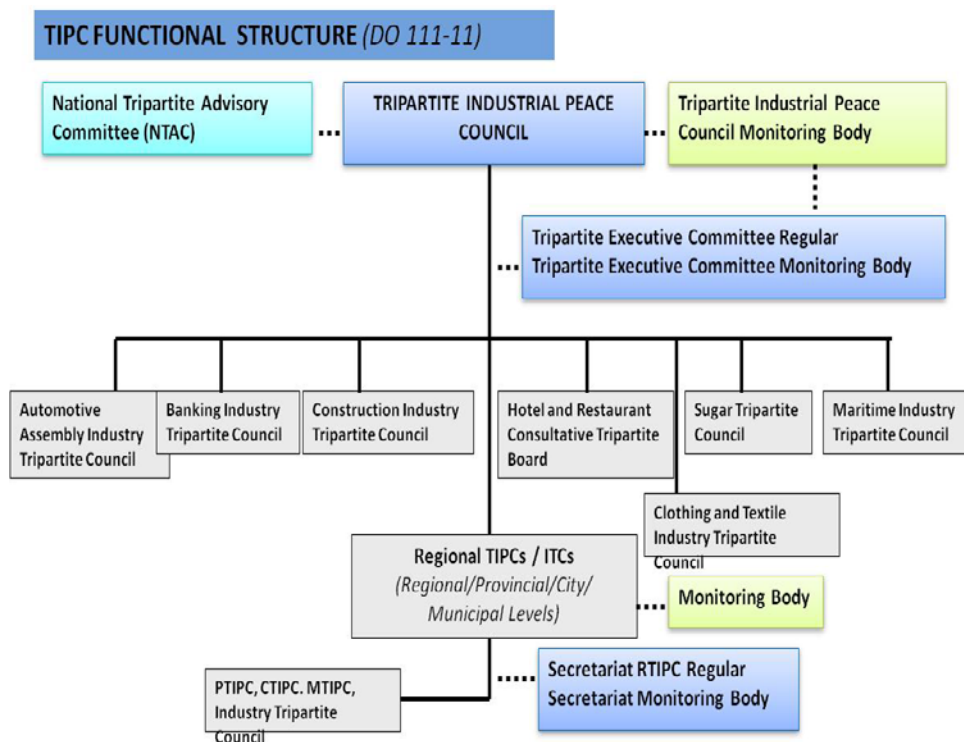 TIPC FUNCTIONAL STRUCTURE (DO 111-11)
National Tripartite Advisory
Committee (NTAC)
TRIPARTITE INDUSTRIAL PEACE
COUNCIL
Tripartite Industrial Peace
Council Monitoring Body
Tripartite Executive Committee Regular
Tripartite Executive Committee Monitoring Body
Automotive
Assembly Industry
Tripartite Council
Banking Industry
Tripartite Council
Construction Industry
Tripartite Council
Hotel and Restaurant
Consultative Tripartite
Board
Sugar Tripartite
Council
Maritime Industry
Tripartite Council
Clothing and Textile
Industry Tripartite
Council
Regional TIPCs / ITCs
(Regional/Provincial/City/
Municipal Levels)
Monitoring Body
Secretariat RTIPC Regular
Secretariat Monitoring Body
PTIPC, CTIPC. MTIPC,
Industry Tripartite
Council